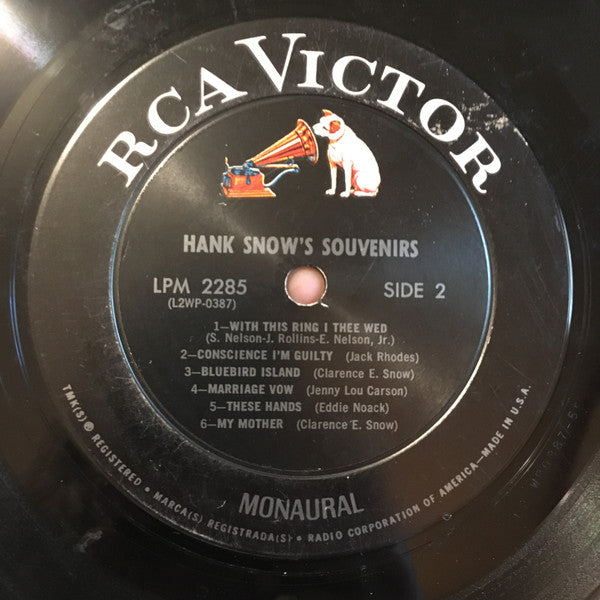 RCA VICTOR
HANK SNOW'S SOUVENIRS
LPM 2285
(L2WP-0387)
SIDE 2
1—WITH THIS RING I THEE WED
(S. Nelson-J. Rollins-E. Nelson, Jr.)
2—CONSCIENCE I'M GUILTY (Jack Rhodes)
3—BLUEBIRD ISLAND (Clarence E. Snow)
4—MARRIAGE VOW (Jenny Lou Carson)
5—THESE HANDS (Eddie Noack)
6—MY MOTHER (Clarence E. Snow)
MONAURAL
TMK(S) ® REGISTERED • MARCA(S) REGISTRADA(S) • RADIO CORPORATION OF AMERICA—MADE IN U.S.A.